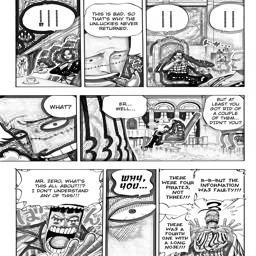 !!!
THIS IS BAD. SO
THAT'S WHY THE
UNLUCKIES NEVER
RETURNED.
!!
!!
WHAT?
ER...
WELL...
BUT AT
LEAST YOU
GOT RID OF
A COUPLE
OF THEM...
DIDN'T YOU?
MR. ZERO, WHAT'S
THIS ALL ABOUT!!?
I DON'T UNDERSTAND
ANY OF THIS!!!
WHY,
YOU...
THERE
WERE FOUR
PIRATES,
NOT
THREE!!!
B-B-BUT THE
INFORMATION
WAS FAULTY!!!
THERE
WAS A
FOURTH
ONE WITH
A LONG
NOSE!!!